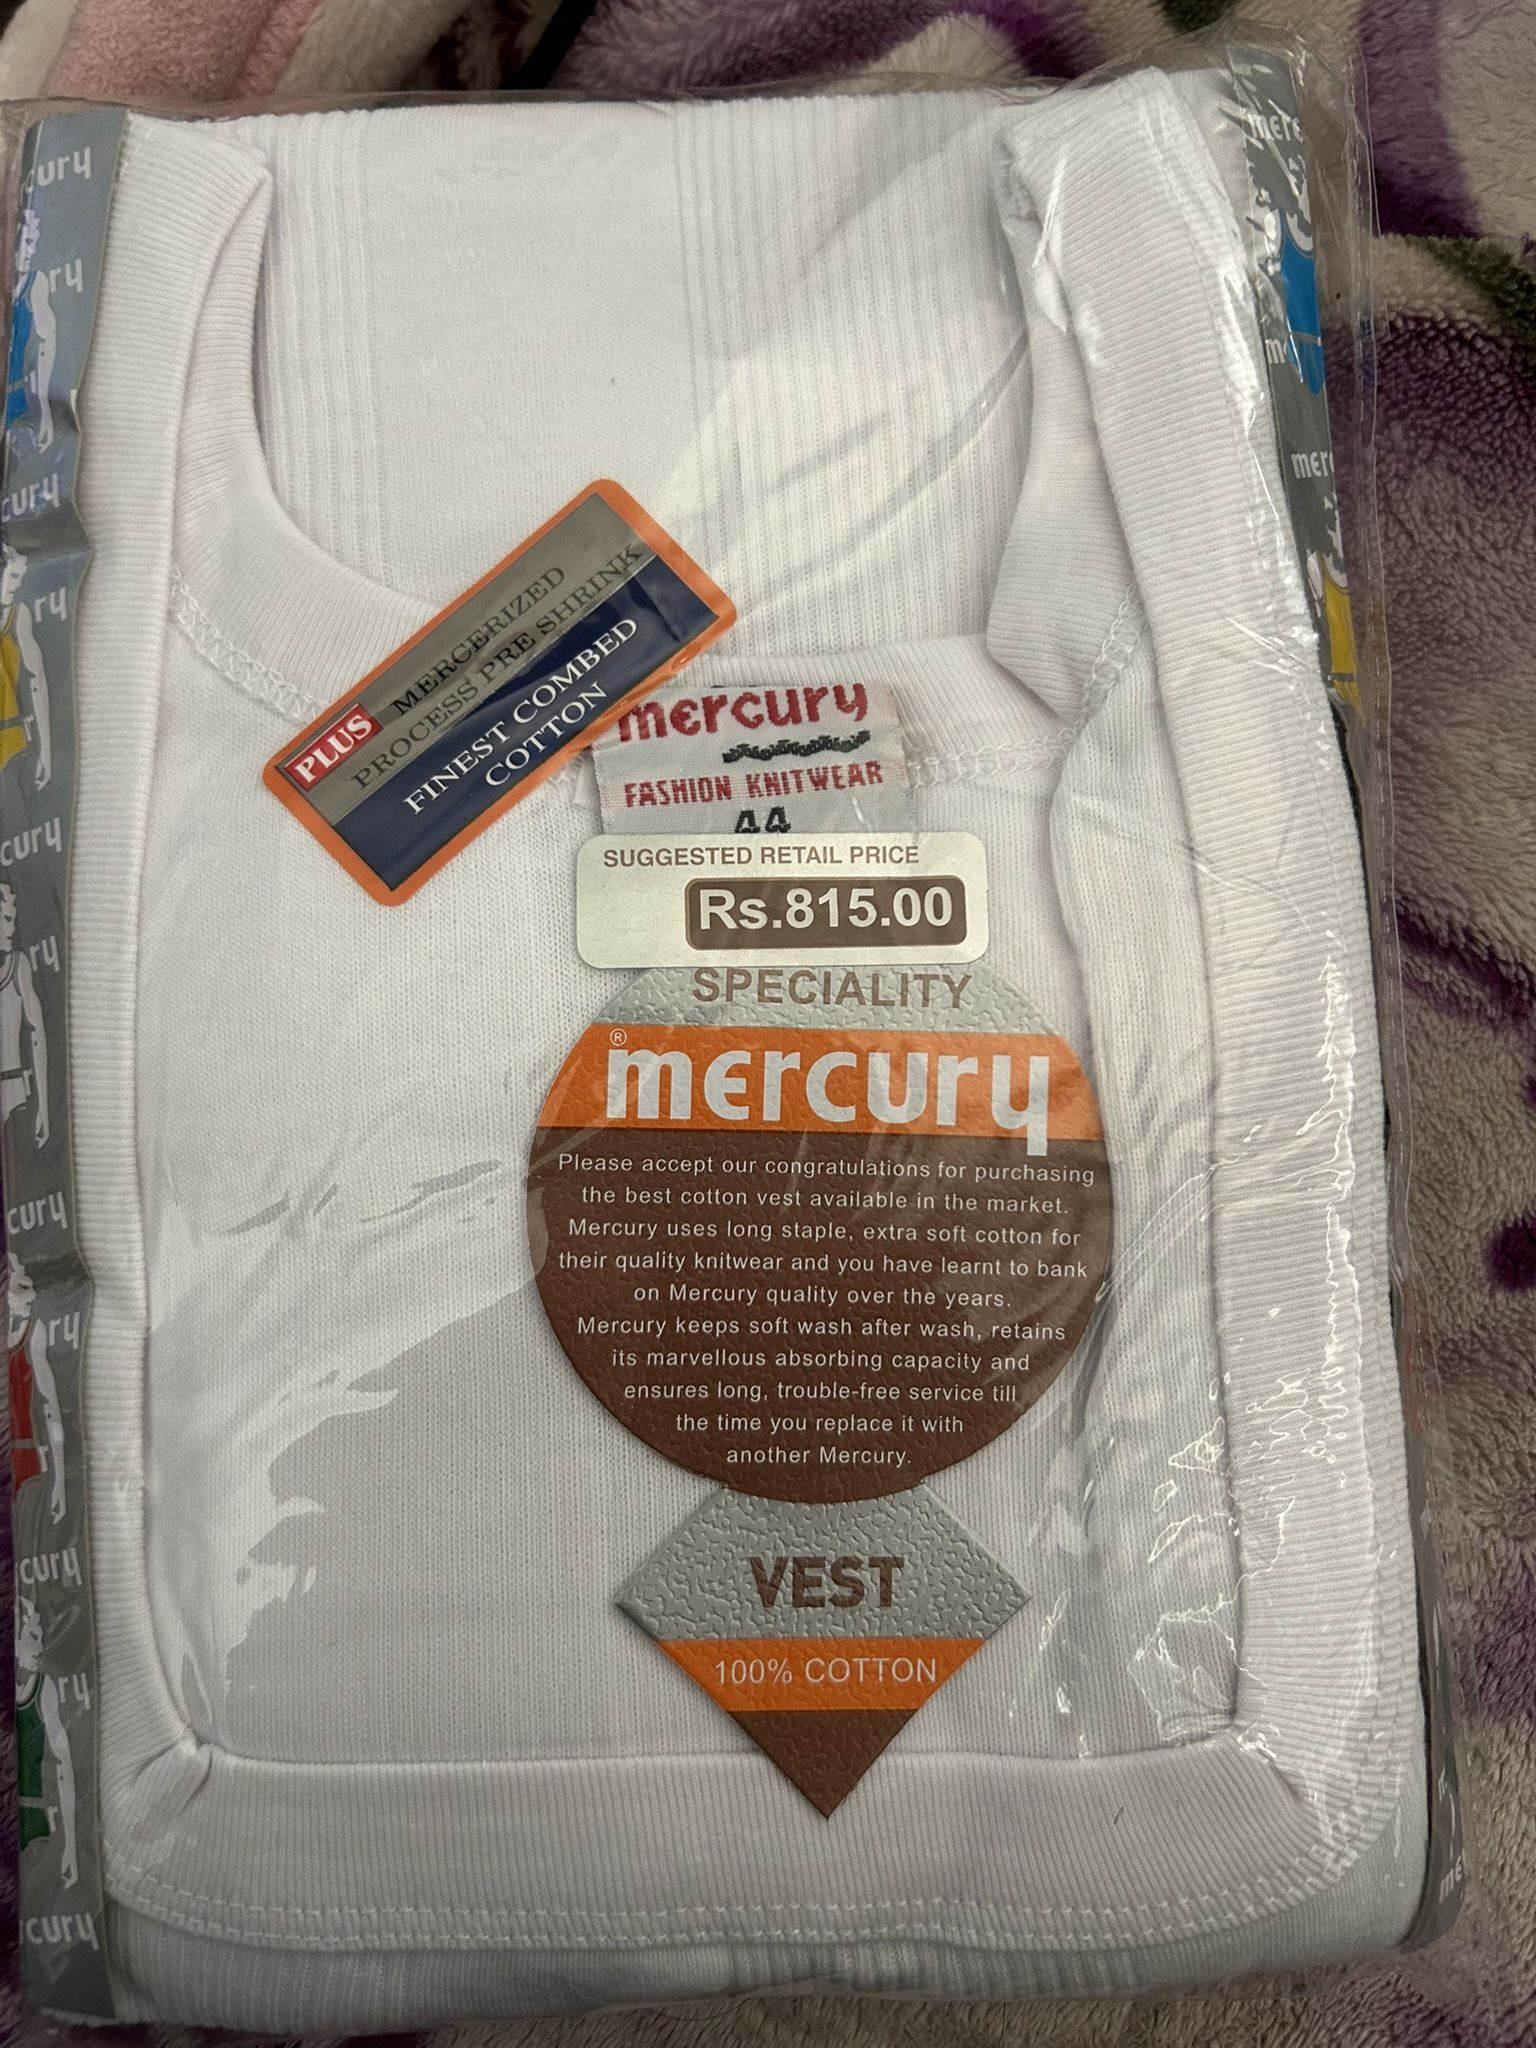 PLUS
MERCERIZED
PROCESS PRE SHRINK
FINEST COMBED
COTTON
mercury
FASHION KNITWEAR
44
SUGGESTED RETAIL PRICE
Rs.815.00
SPECIALITY
®
mercury
Please accept our congratulations for purchasing
the best cotton vest available in the market.
Mercury uses long staple, extra soft cotton for
their quality knitwear and you have learnt to bank
on Mercury quality over the years.
Mercury keeps soft wash after wash, retains
its marvellous absorbing capacity and
ensures long, trouble-free service till
the time you replace it with
another Mercury.
VEST
100% COTTON